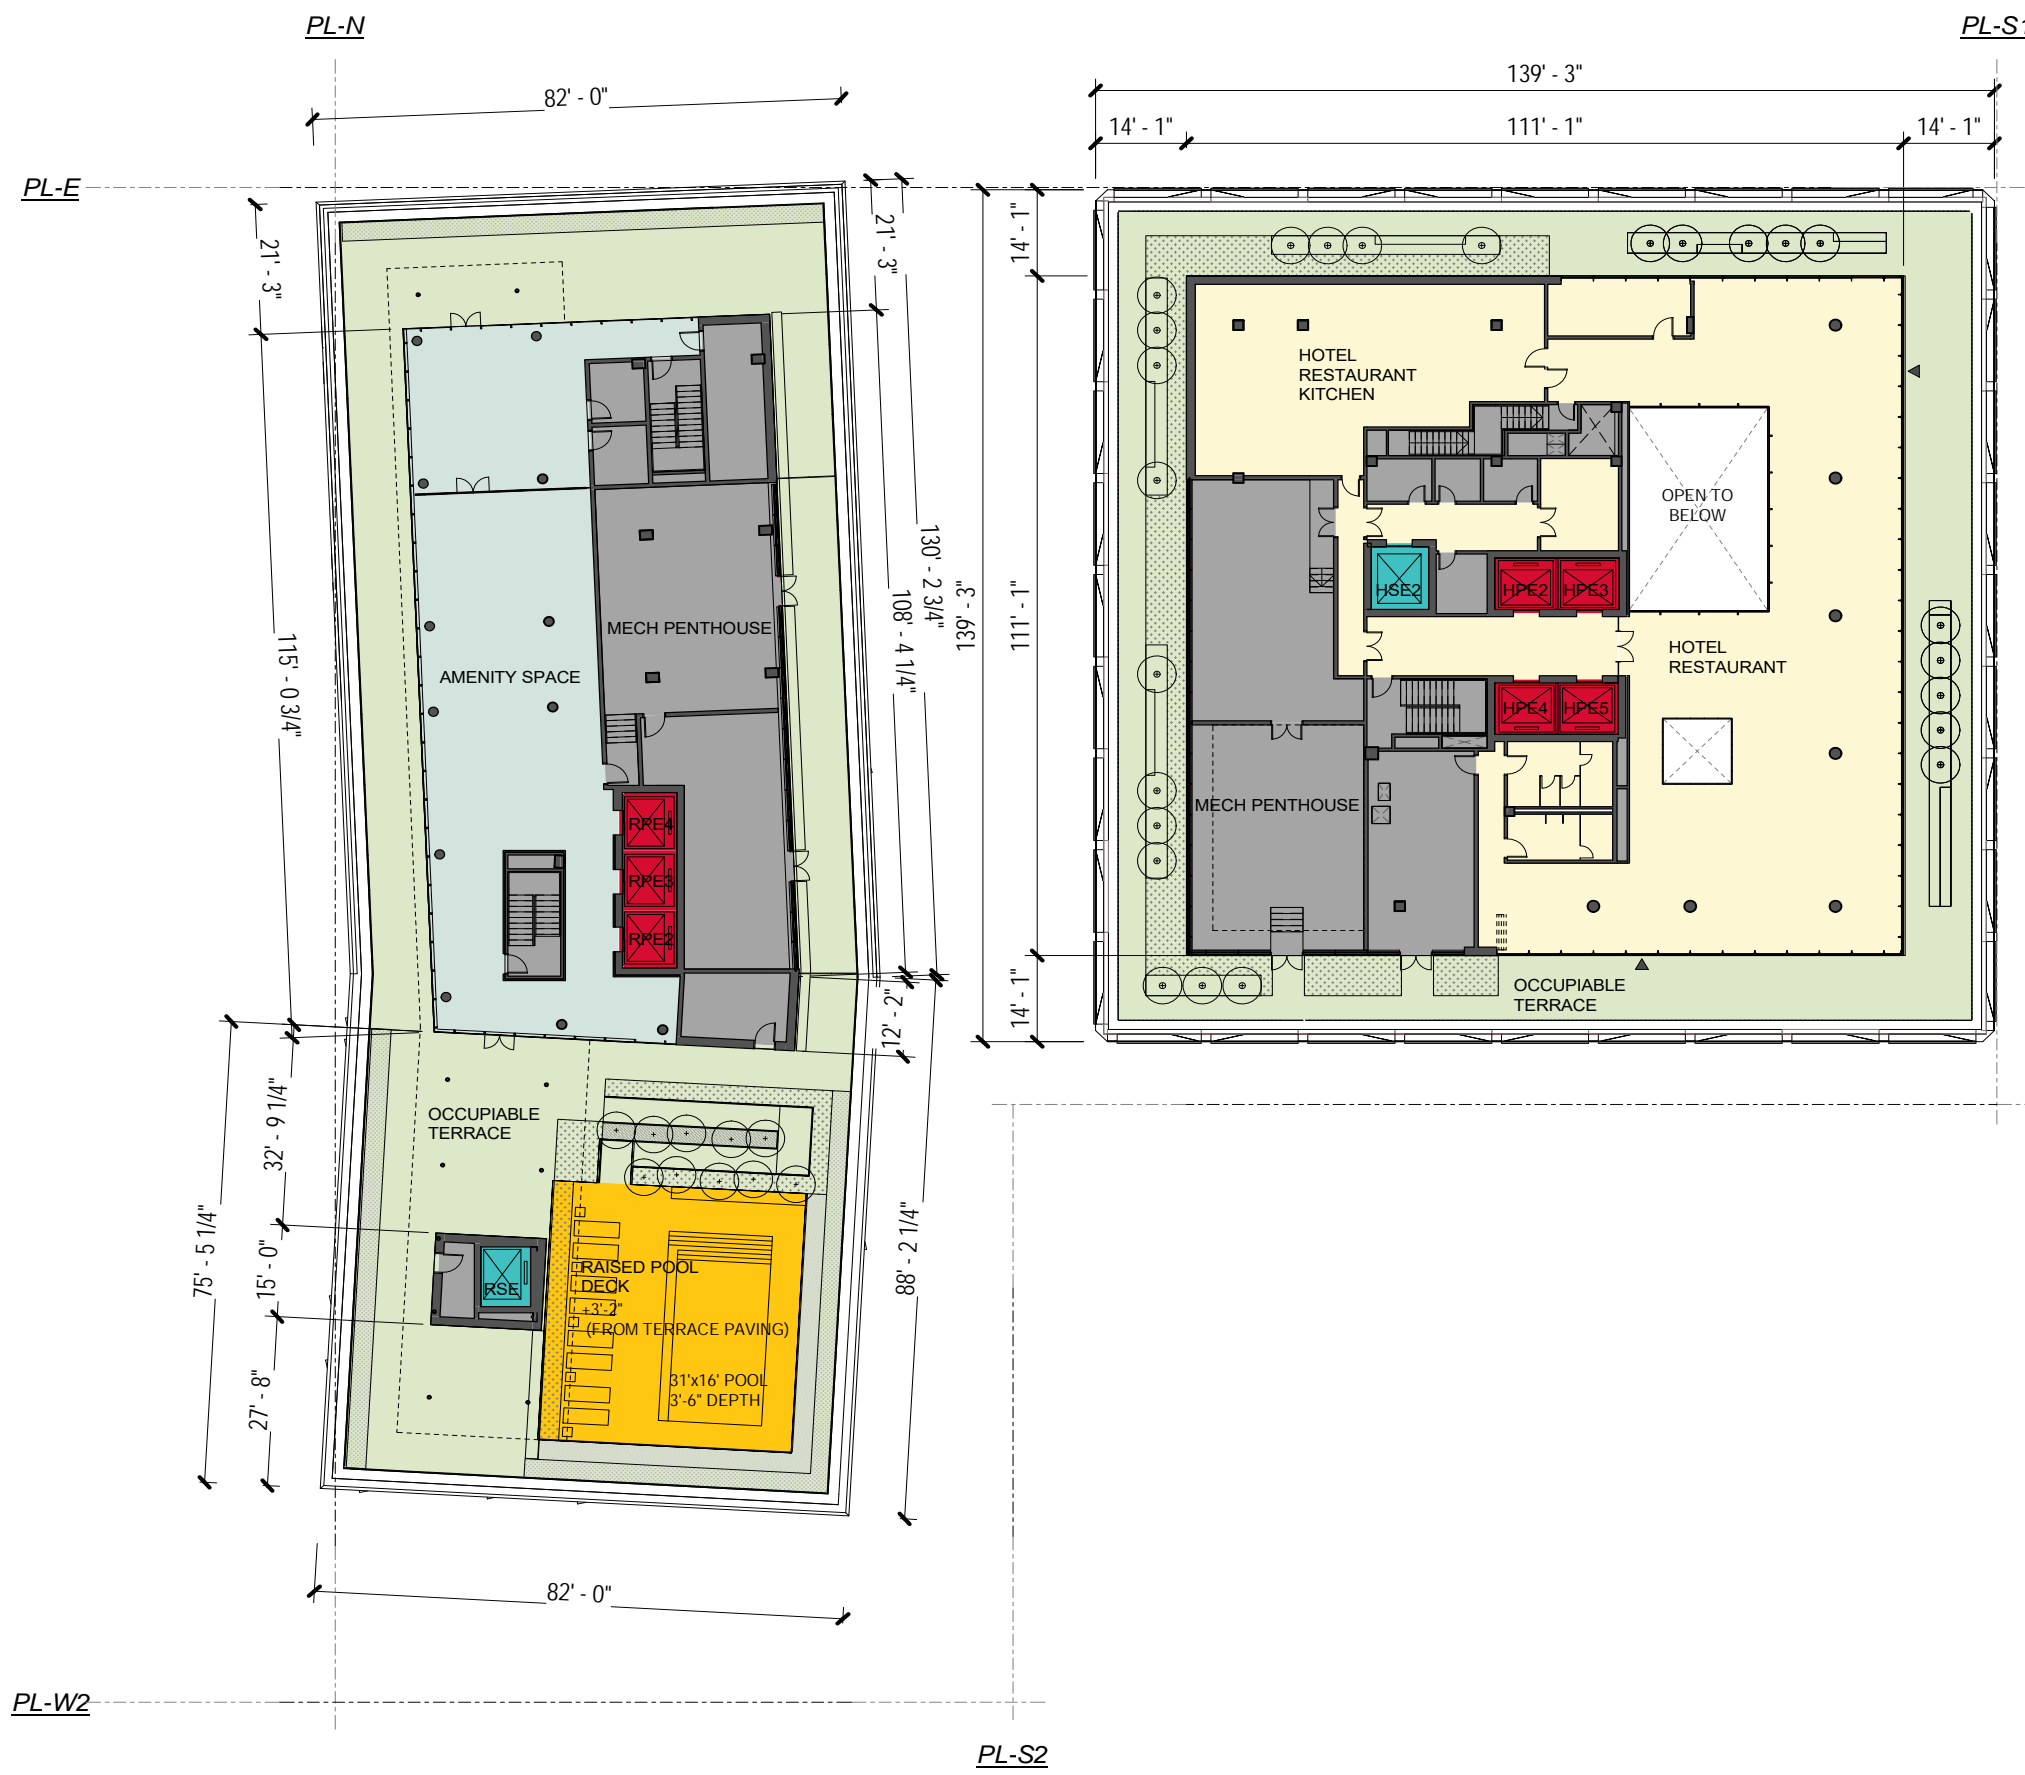 PL-N
PL-S1
139' - 3"
82' - 0"
14' - 1"
111' - 1"
14' - 1"
PL-E
21' - 3"
21' - 3"
14' - 1"
HOTEL
RESTAURANT
KITCHEN
OPEN TO
BELOW
130' - 2 3/4"
108' - 4 1/4"
139' - 3"
111' - 1"
HSE2
HPE2
HPE3
MECH PENTHOUSE
HOTEL
RESTAURANT
AMENITY SPACE
115' - 0 3/4"
HPE4
HPE5
MECH PENTHOUSE
RPE4
RPE3
RPE2
OCCUPIABLE
TERRACE
14' - 1"
12' - 2"
OCCUPIABLE
TERRACE
32' - 9 1/4"
75' - 5 1/4"
15' - 0"
88' - 2 1/4"
RSE
RAISED POOL
DECK
+3'-2"
(FROM TERRACE PAVING)
31'x16' POOL
3'-6" DEPTH
27' - 8"
82' - 0"
PL-W2
PL-S2